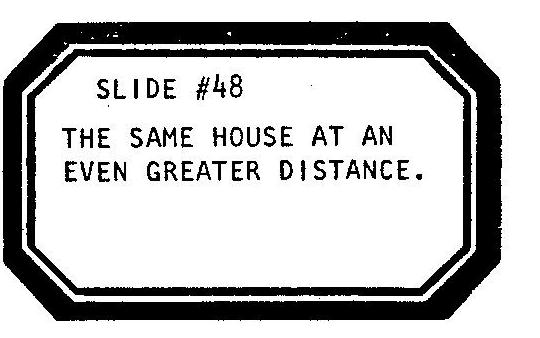 SLIDE #48
THE SAME HOUSE AT AN
EVEN GREATER DISTANCE.